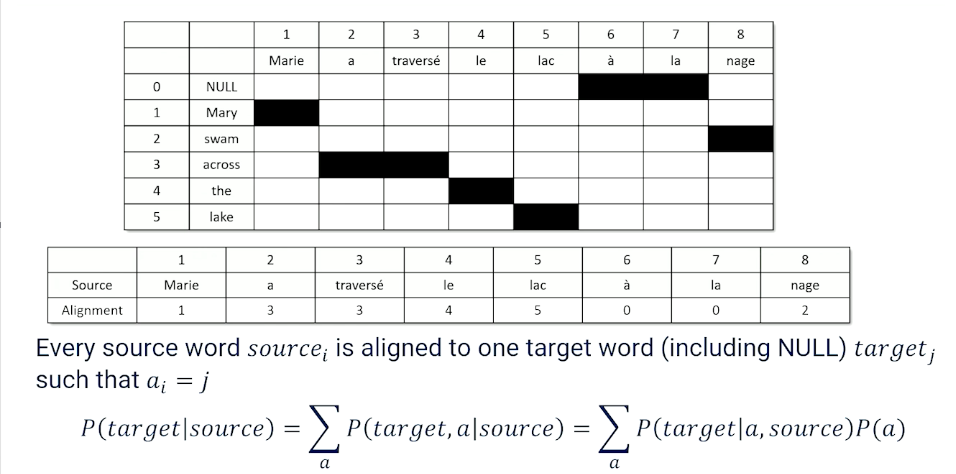 1 2 3 4 5 6 7 8
Marie a traversé le lac à la nage
0 NULL
1 Mary
2 swam
3 across
4 the
5 lake
1 2 3 4 5 6 7 8
Source Marie a traversé le lac à la nage
Alignment 1 3 3 4 5 0 0 2
Every source word source_i is aligned to one target word (including NULL) target_j
such that a_i = j
P(target|source) = ∑_a P(target, a|source) = ∑_a P(target|a, source)P(a)